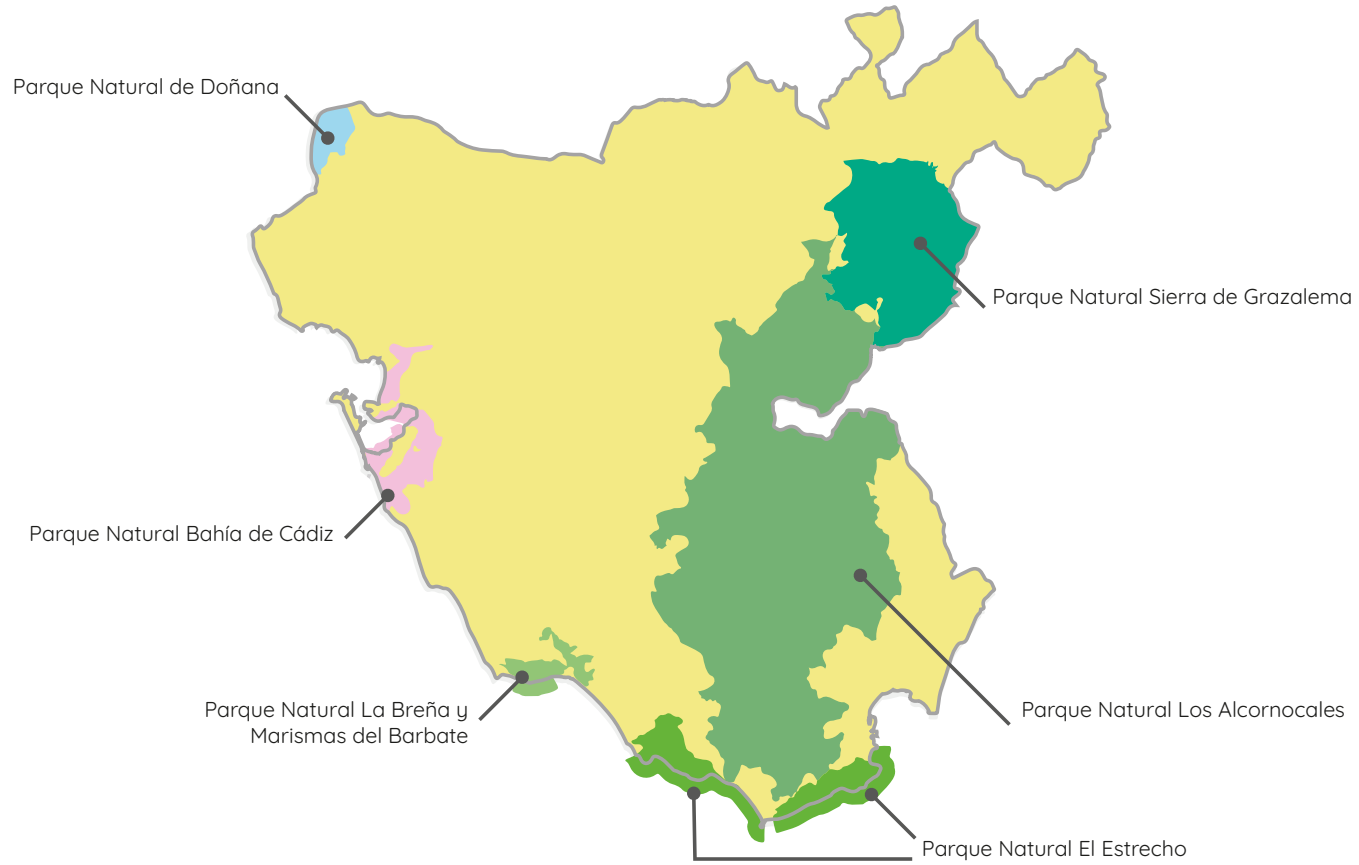 Parque Natural de Doñana
Parque Natural Sierra de Grazalema
Parque Natural Bahía de Cádiz
Parque Natural La Breña y
Marismas del Barbate
Parque Natural Los Alcornocales
Parque Natural El Estrecho